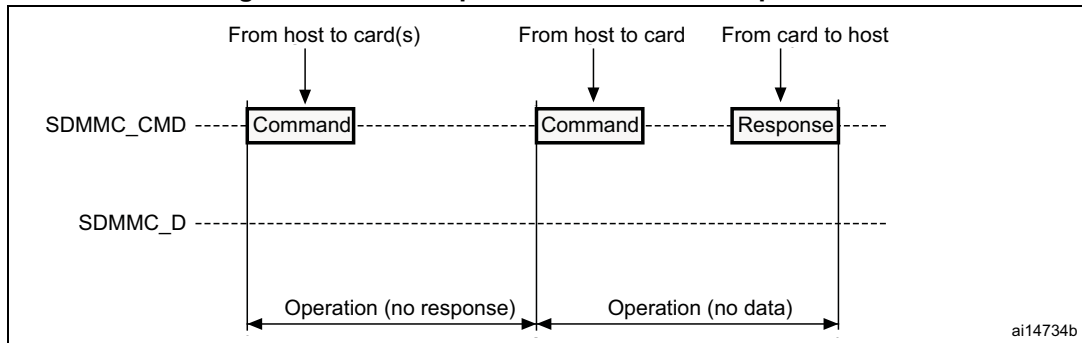 From host to card(s) From host to card From card to host
SDMMC_CMD Command Command Response
SDMMC_D
Operation (no response) Operation (no data)
ai14734b